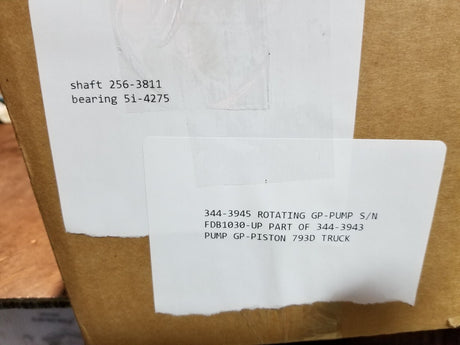 shaft 256-3811
bearing 5i-4275
344-3945 ROTATING GP-PUMP S/N
FDB1030-UP PART OF 344-3943
PUMP GP-PISTON 793D TRUCK